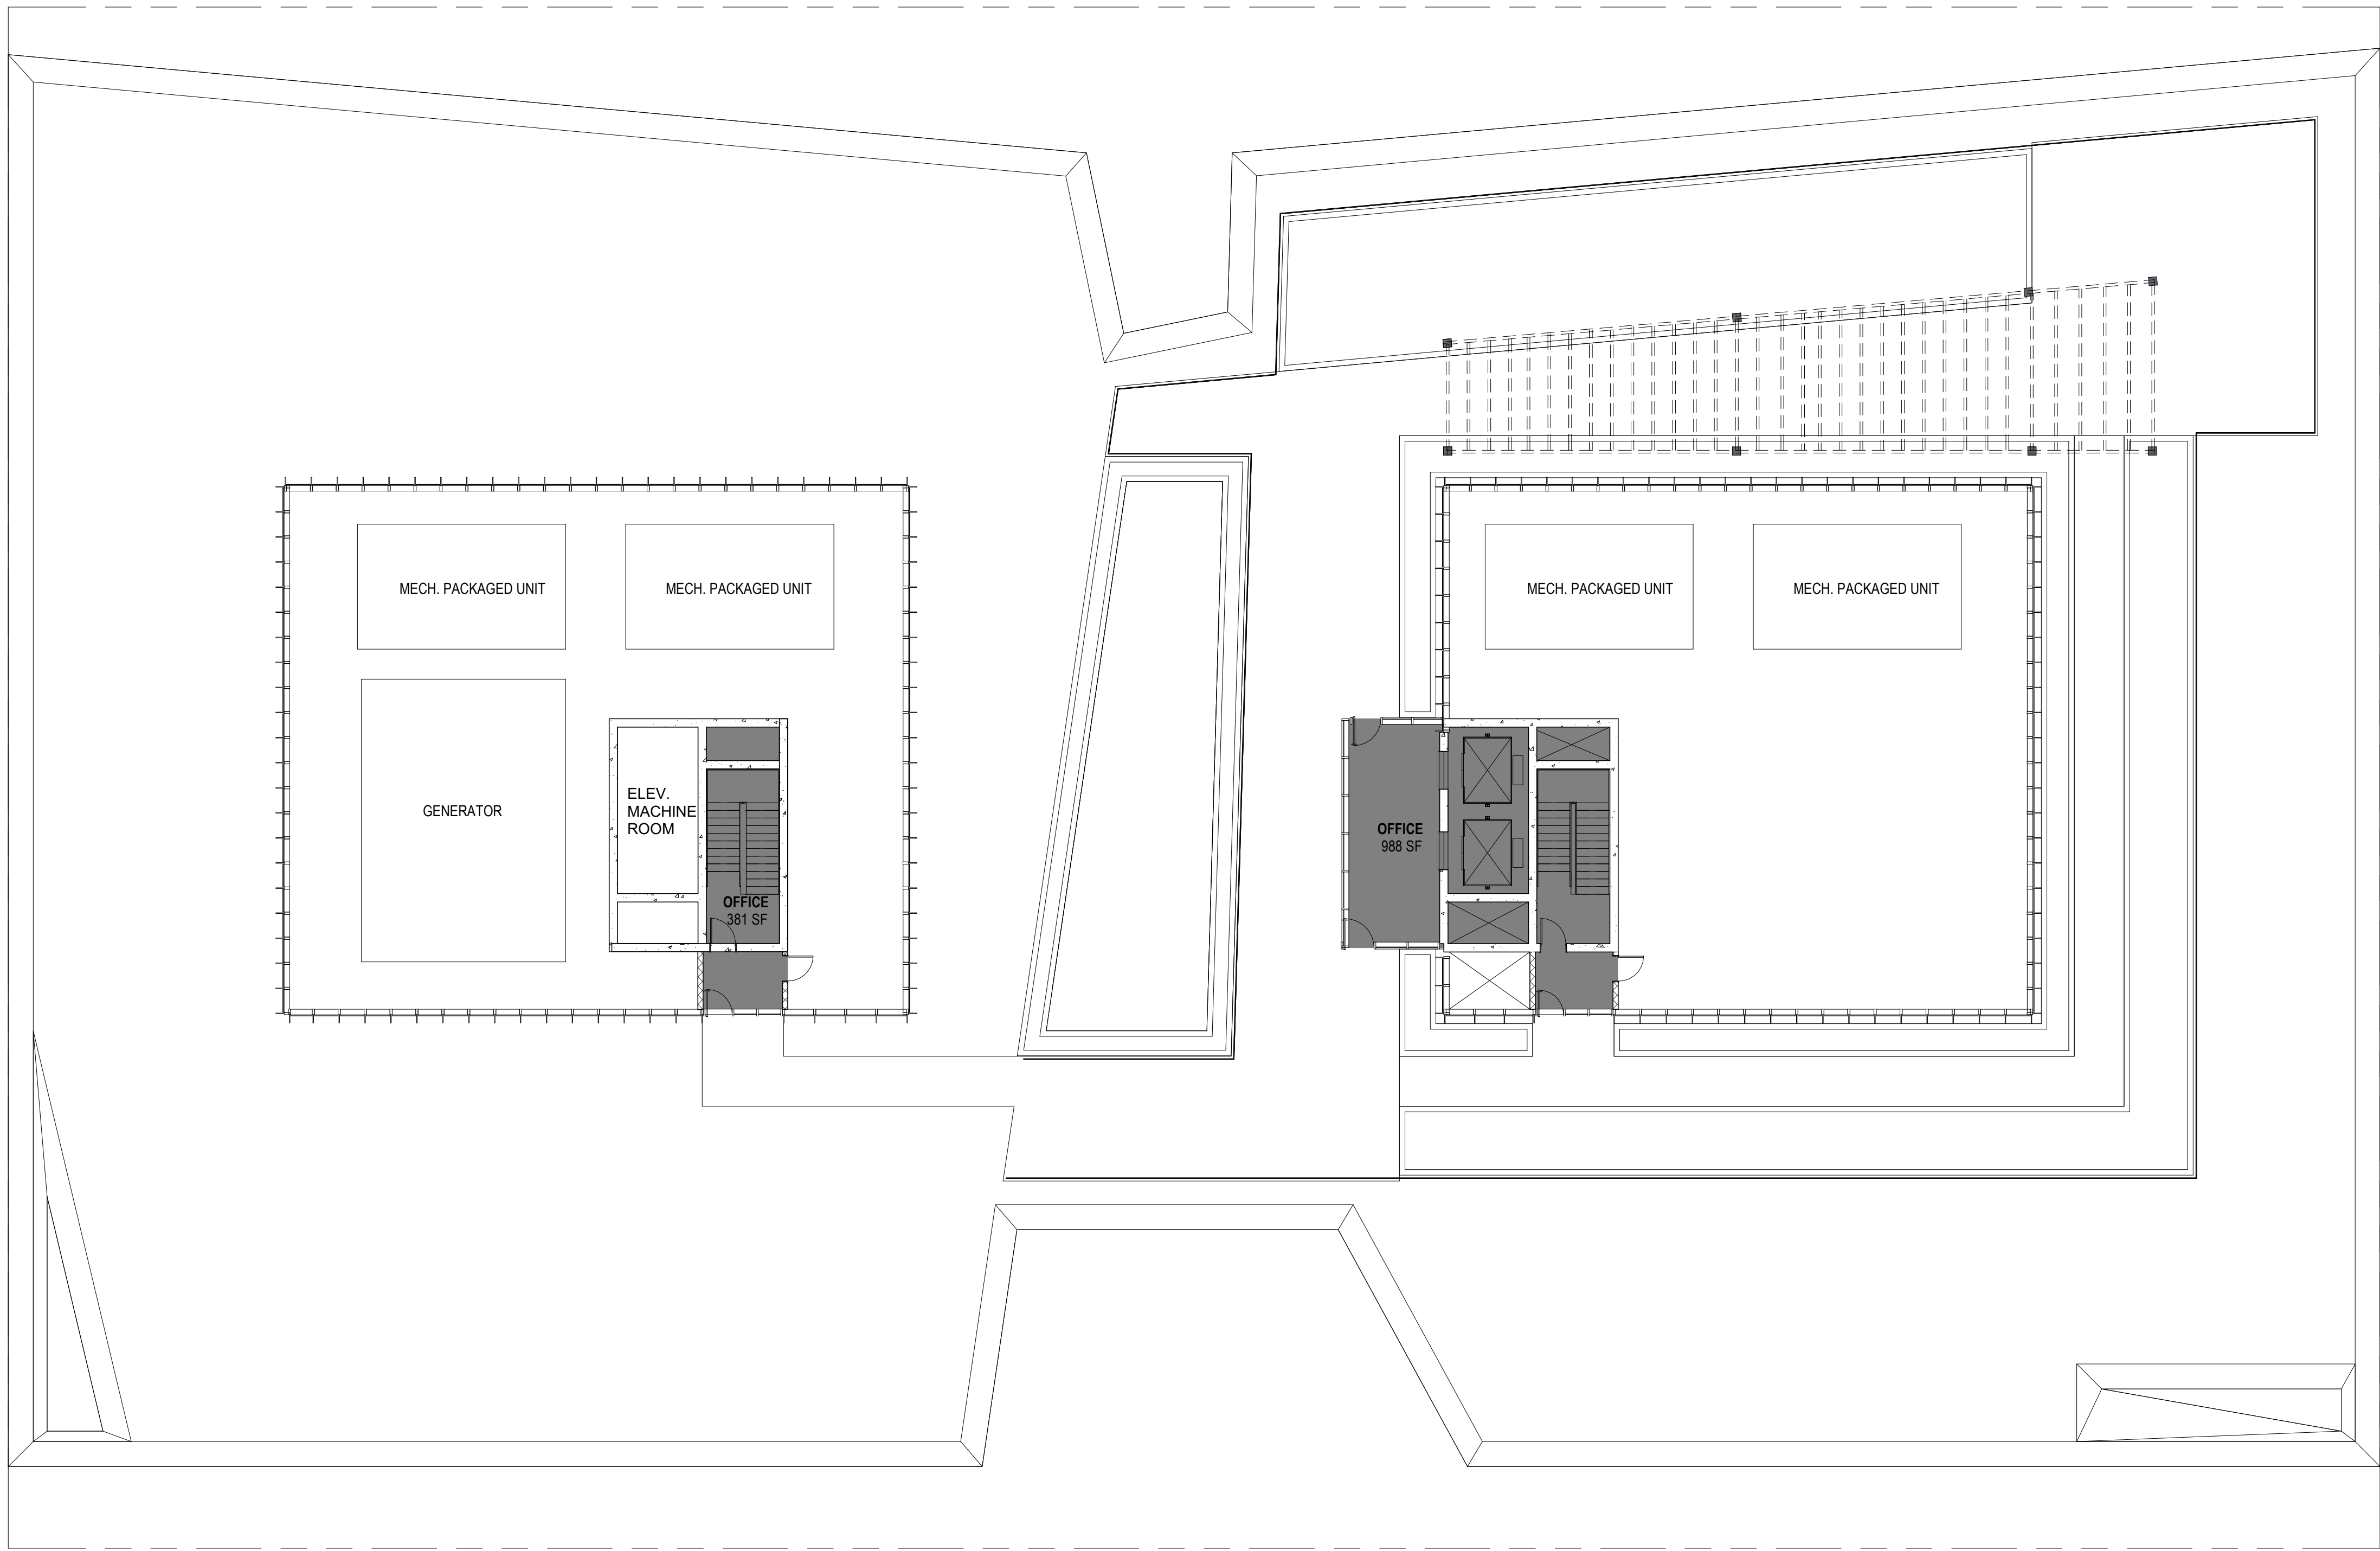 MECH. PACKAGED UNIT
MECH. PACKAGED UNIT
MECH. PACKAGED UNIT
MECH. PACKAGED UNIT
GENERATOR
ELEV.
MACHINE
ROOM
OFFICE
381 SF
OFFICE
988 SF